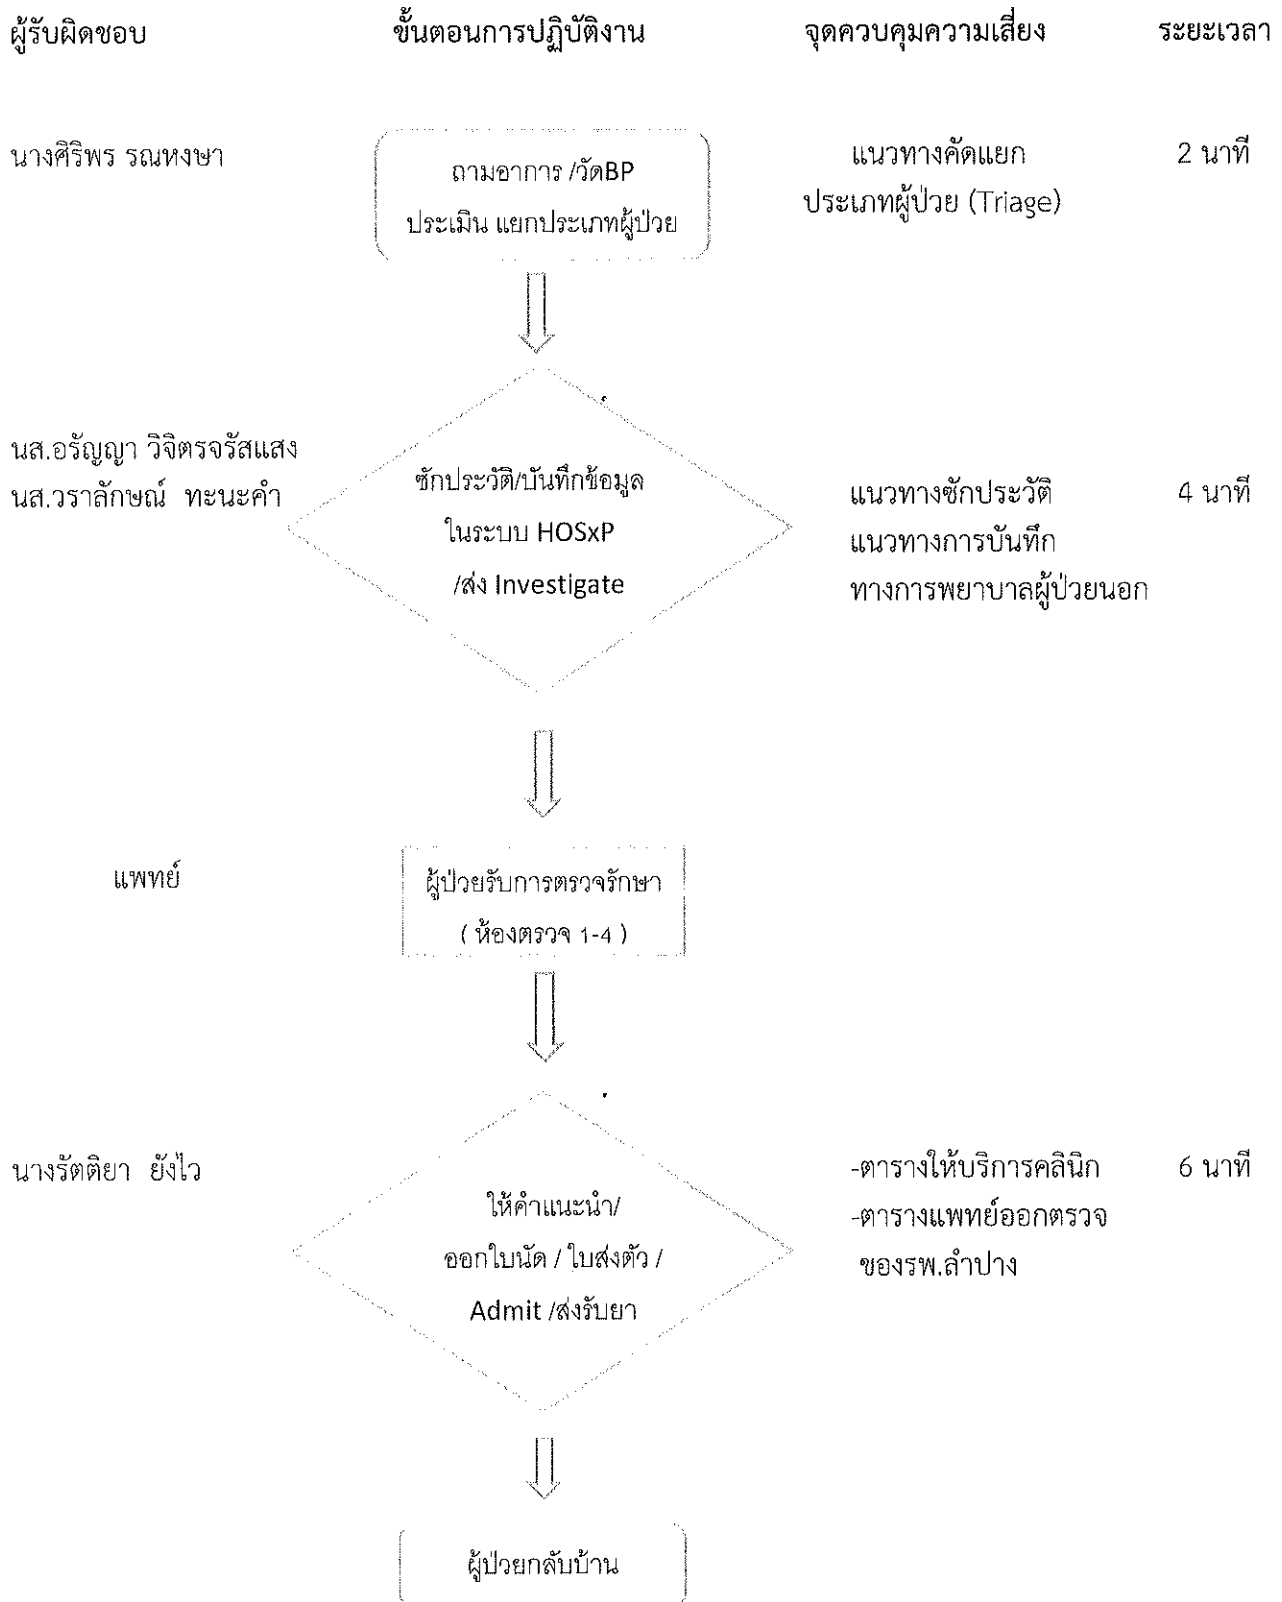 ผู้รับผิดชอบ ขั้นตอนการปฏิบัติงาน จุดควบคุมความเสี่ยง ระยะเวลา
นางศิริพร รณหงษา
ถามอาการ /วัดBP
ประเมิน แยกประเภทผู้ป่วย
แนวทางคัดแยก
ประเภทผู้ป่วย (Triage)
2 นาที
นส.อรัญญา วิจิตรจรัสแสง
นส.วราลักษณ์ ทะนะคำ
ซักประวัติ/บันทึกข้อมูล
ในระบบ HOSxP
/ส่ง Investigate
แนวทางซักประวัติ
แนวทางการบันทึก
ทางการพยาบาลผู้ป่วยนอก
4 นาที
แพทย์
ผู้ป่วยรับการตรวจรักษา
( ห้องตรวจ 1-4 )
นางรัตติยา ยังไว
ให้คำแนะนำ/
ออกใบนัด / ใบส่งตัว /
Admit /ส่งรับยา
-ตารางให้บริการคลินิก
-ตารางแพทย์ออกตรวจ
ของรพ.ลำปาง
6 นาที
ผู้ป่วยกลับบ้าน